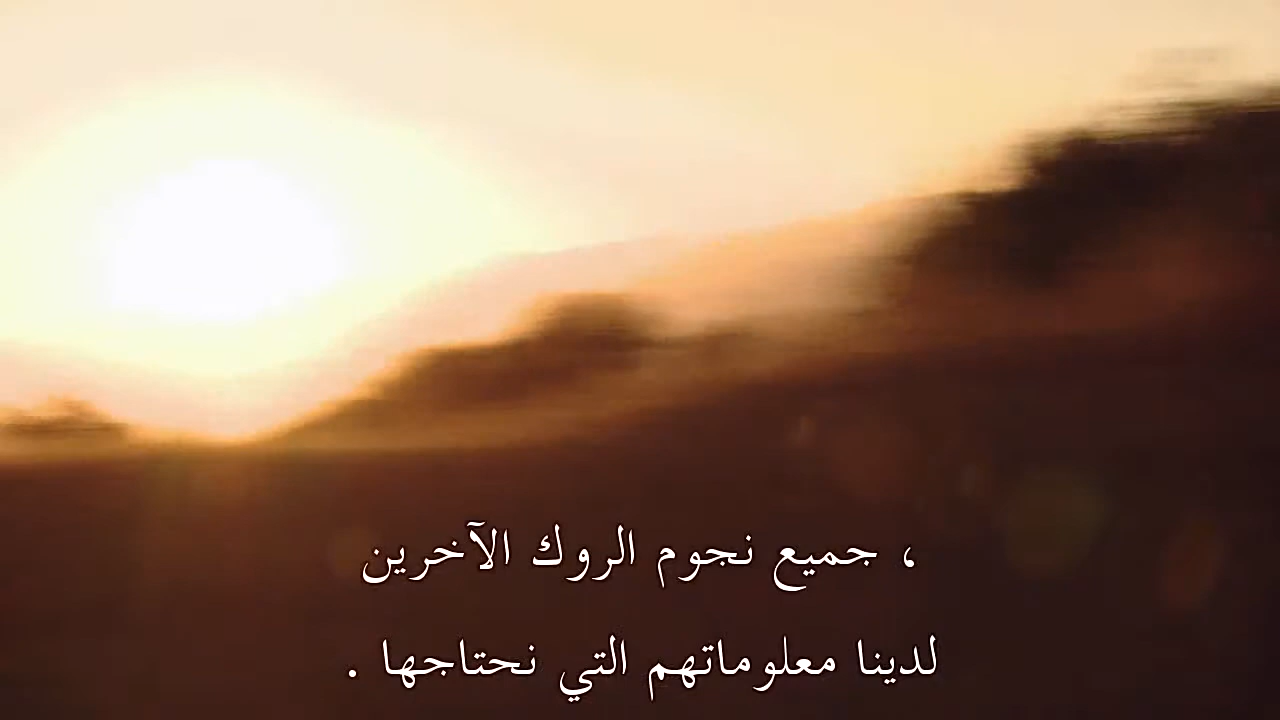 ، جميع نجوم الروك الآخرين
لدينا معلوماتهم التي نحتاجها .